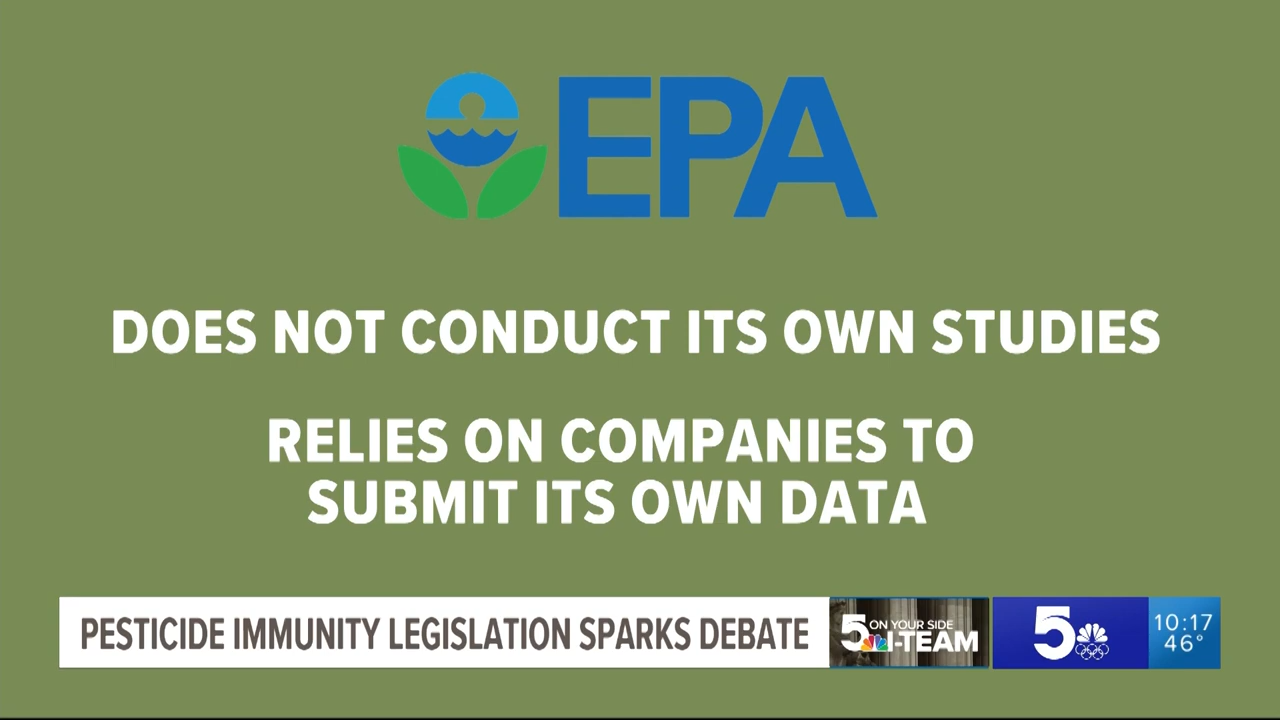 EPA
DOES NOT CONDUCT ITS OWN STUDIES
RELIES ON COMPANIES TO
SUBMIT ITS OWN DATA
PESTICIDE IMMUNITY LEGISLATION SPARKS DEBATE
5 ON YOUR SIDE
I-TEAM
5
10:17
46°